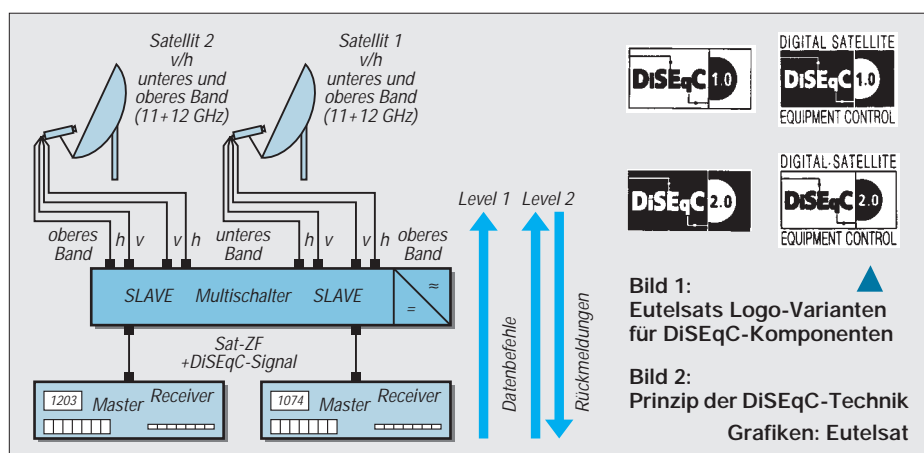 Satellit 2
v/h
unteres und
oberes Band
(11+12 GHz)
Satellit 1
v/h
unteres und
oberes Band
(11+12 GHz)
oberes
Band
h v
v h
unteres
Band
h v
v h
oberes
Band
SLAVE Multischalter SLAVE
≈
=
Sat-ZF
+DiSEqC-Signal
1203 Master Receiver
1074 Master Receiver
Level 1
Level 2
Datenbefehle
Rückmeldungen
DiSEqC 1.0
DIGITAL SATELLITE
DiSEqC 1.0
EQUIPMENT CONTROL
DiSEqC 2.0
DIGITAL-SATELLITE
DiSEqC 2.0
EQUIPMENT CONTROL
Bild 1:
Eutelsats Logo-Varianten
für DiSEqC-Komponenten
Bild 2:
Prinzip der DiSEqC-Technik
Grafiken: Eutelsat